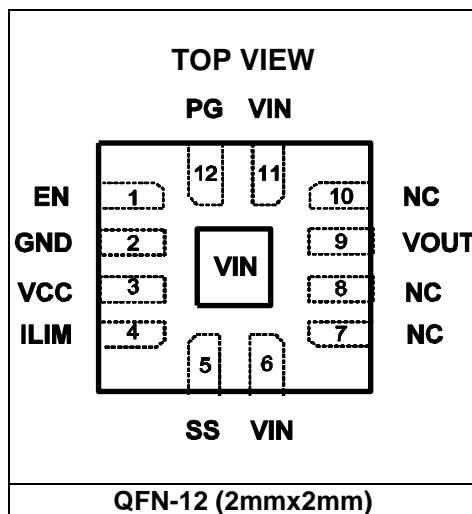 TOP VIEW
PG VIN
12 11
EN 1 10 NC
GND 2 9 VOUT
VIN
VCC 3 8 NC
ILIM 4 7 NC
5 6
SS VIN
QFN-12 (2mmx2mm)